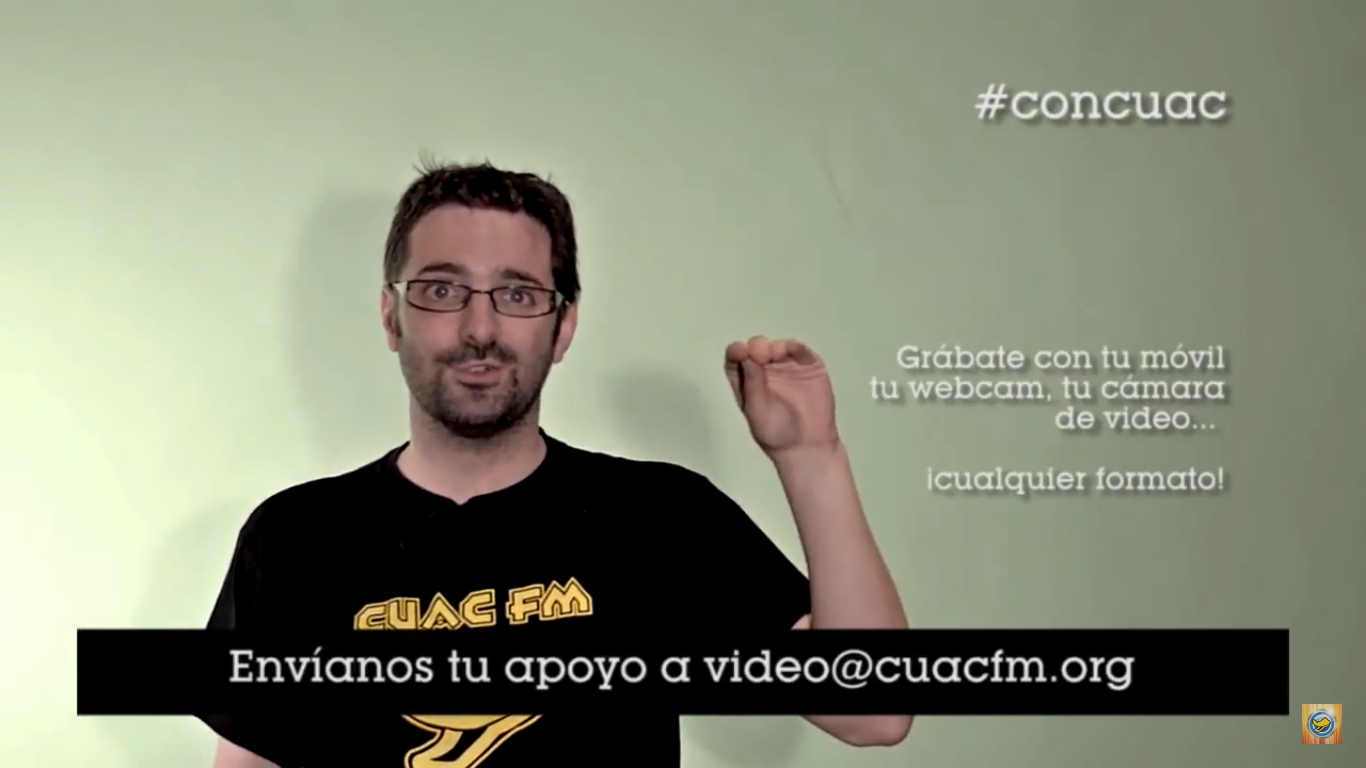 #concuac
Grábate con tu móvil
tu webcam, tu cámara
de video...
¡cualquier formato!
CUAC FM
Envíanos tu apoyo a video@cuacfm.org